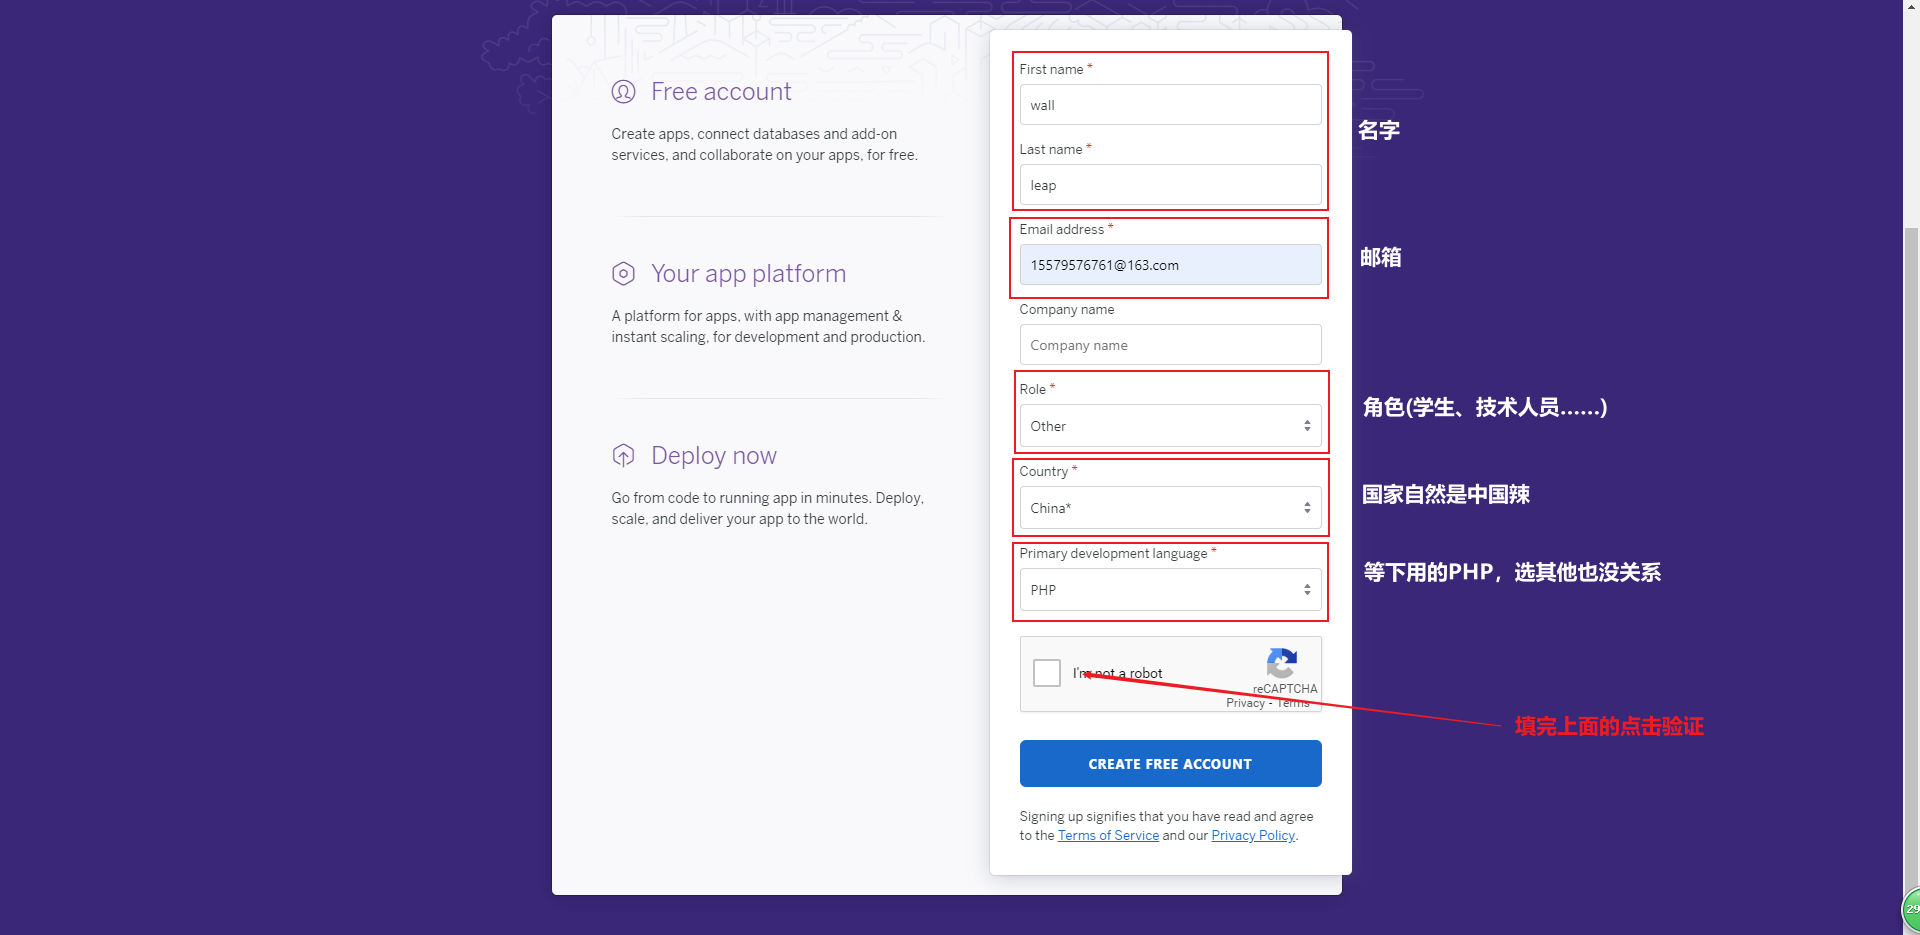 Free account
Create apps, connect databases and add-on
services, and collaborate on your apps, for free.
Your app platform
A platform for apps, with app management &
instant scaling, for development and production.
Deploy now
Go from code to running app in minutes. Deploy,
scale, and deliver your app to the world.
First name *
wall
名字
Last name *
leap
Email address *
邮箱
15579576761@163.com
Company name
Company name
Role *
角色(学生、技术人员......)
Other
Country *
国家自然是中国辣
China*
Primary development language *
等下用的PHP，选其他也没关系
PHP
I'm not a robot
reCAPTCHA
Privacy - Terms
填完上面的点击验证
CREATE FREE ACCOUNT
Signing up signifies that you have read and agree
to the Terms of Service and our Privacy Policy.
29